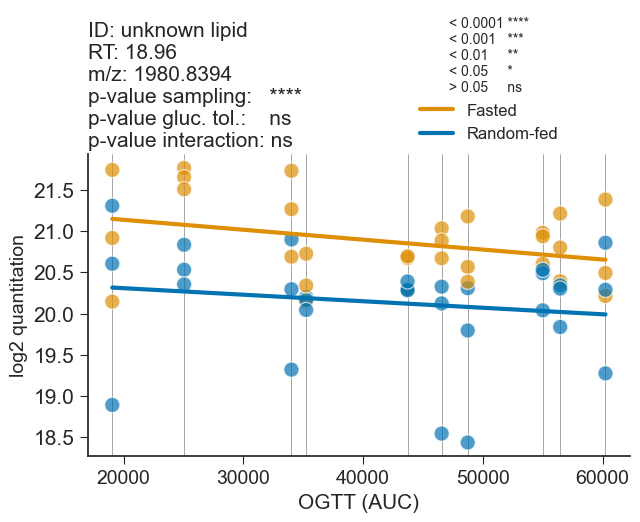 ID: unknown lipid
RT: 18.96
m/z: 1980.8394
p-value sampling: ****
p-value gluc. tol.: ns
p-value interaction: ns
< 0.0001 ****
< 0.001 ***
< 0.01 **
< 0.05 *
> 0.05 ns
Fasted
Random-fed
log2 quantitation
21.5
21.0
20.5
20.0
19.5
19.0
18.5
20000 30000 40000 50000 60000
OGTT (AUC)